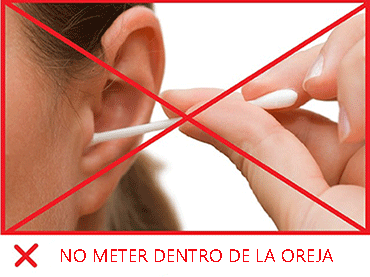 NO METER DENTRO DE LA OREJA